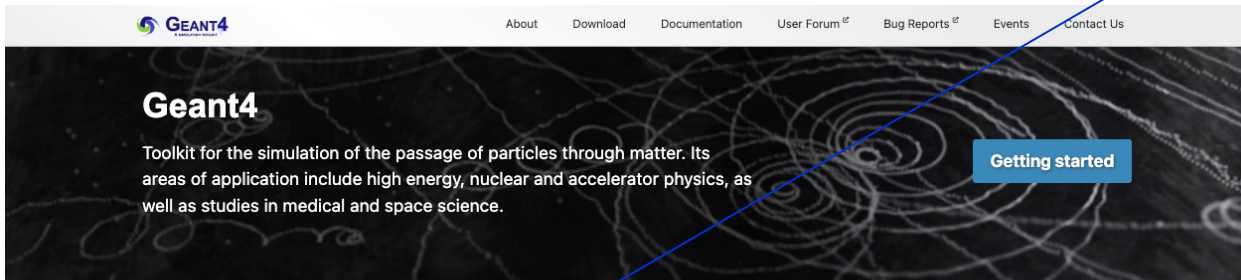 GEANT4
A SIMULATION TOOLKIT
About Download Documentation User Forum Bug Reports Events Contact Us
Geant4
Toolkit for the simulation of the passage of particles through matter. Its
areas of application include high energy, nuclear and accelerator physics, as
well as studies in medical and space science.
Getting started